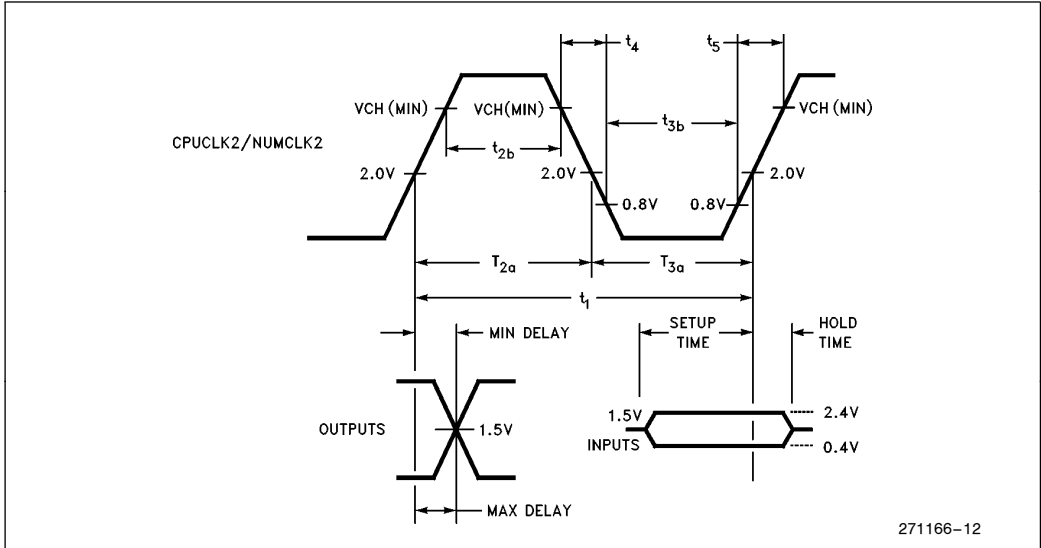 t4
t5
VCH (MIN)
VCH(MIN)
VCH (MIN)
t3b
CPUCLK2/NUMCLK2
t2b
2.0V
2.0V
2.0V
0.8V
0.8V
T2a
T3a
t1
MIN DELAY
SETUP
TIME
HOLD
TIME
1.5V
2.4V
OUTPUTS
1.5V
INPUTS
0.4V
MAX DELAY
271166–12